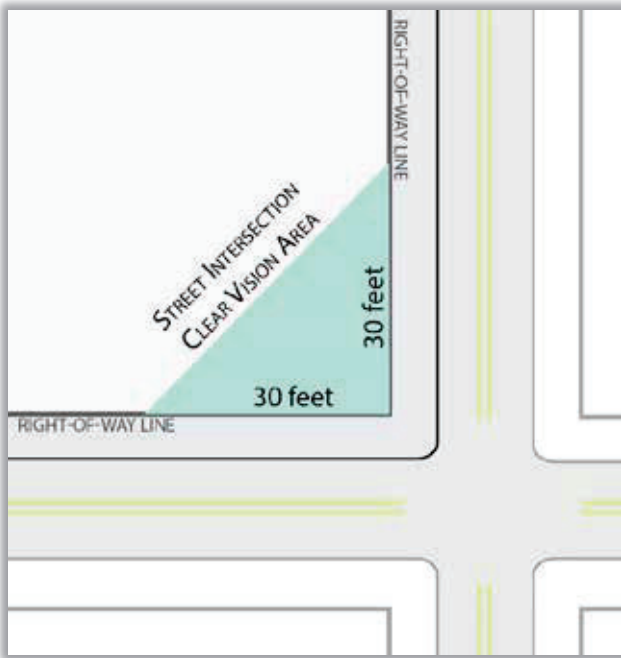 RIGHT-OF-WAY LINE
STREET INTERSECTION
CLEAR VISION AREA
30 feet
30 feet
RIGHT-OF-WAY LINE